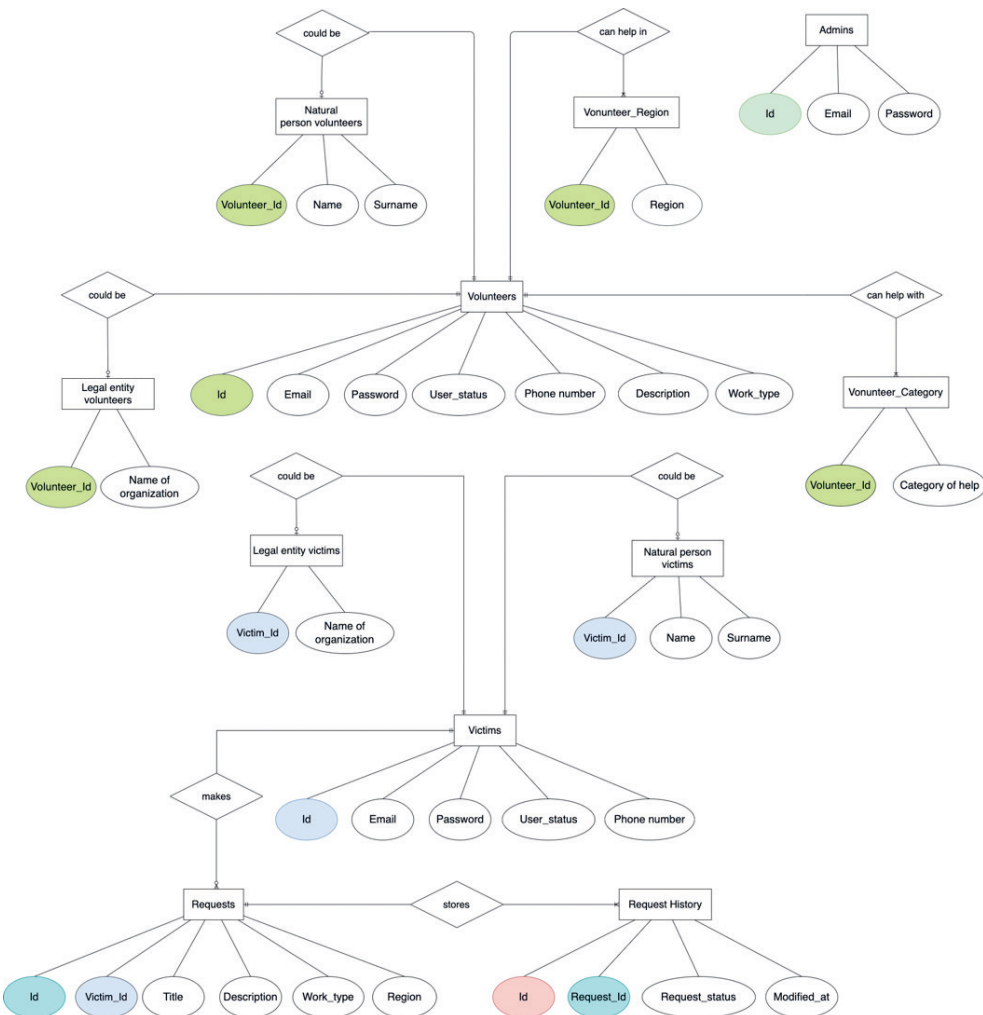 could be
can help in
Admins
Natural
person volunteers
Vonunteer_Region
Id
Email
Password
Volunteer_Id
Name
Surname
Volunteer_Id
Region
could be
Volunteers
can help with
Legal entity
volunteers
Id
Email
Password
User_status
Phone number
Description
Work_type
Vonunteer_Category
Volunteer_Id
Name of
organization
could be
could be
Volunteer_Id
Category of help
Legal entity victims
Natural person
victims
Victim_Id
Name of
organization
Victim_Id
Name
Surname
Victims
makes
Id
Email
Password
User_status
Phone number
Requests
stores
Request History
Id
Victim_Id
Title
Description
Work_type
Region
Id
Request_Id
Request_status
Modified_at